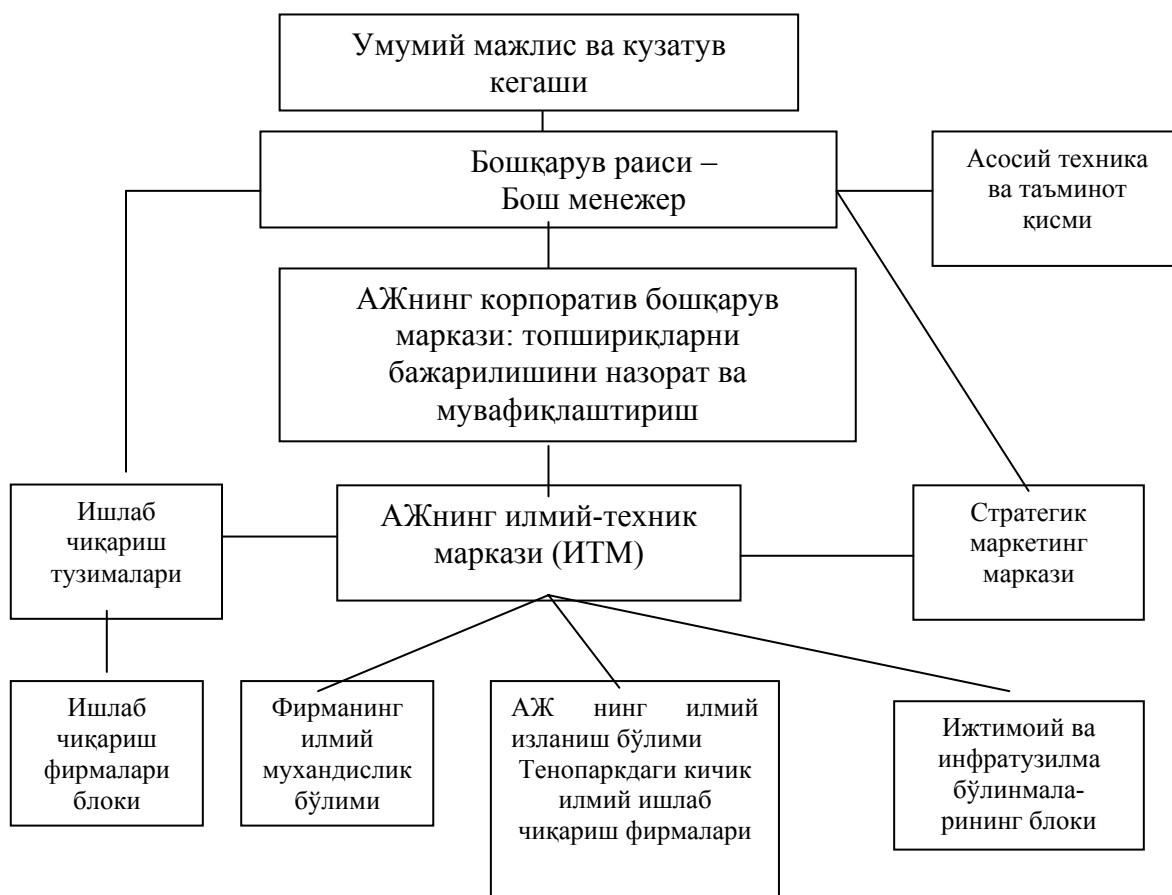 Умумий мажлис ва кузатув
кегаши
Бошқарув раиси –
Бош менежер
Асосий техника
ва таъминот
қисми
АЖнинг корпоратив бошқарув
маркази: топшириқларни
бажарилишини назорат ва
мувафиқлаштириш
Ишлаб
чиқариш
тузималари
АЖнинг илмий-техник
маркази (ИТМ)
Стратегик
маркетинг
маркази
Ишлаб
чиқариш
фирмалари
блоки
Фирманинг
илмий
мухандислик
бўлими
АЖ нинг илмий
изланиш бўлими
Тенопаркдаги кичик
илмий ишлаб
чиқариш фирмалари
Ижтимоий ва
инфратузилма
бўлинмала-
рининг блоки